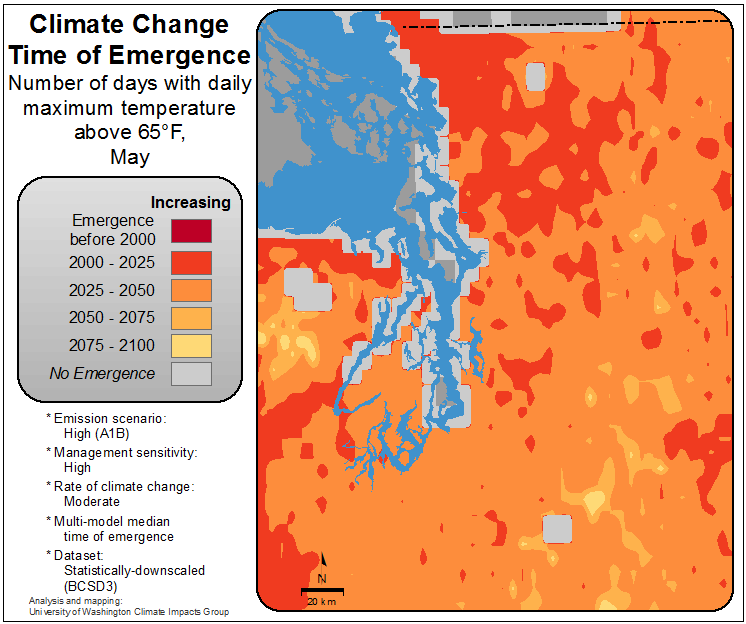 Climate Change
Time of Emergence
Number of days with daily
maximum temperature
above 65°F,
May
Increasing
Emergence
before 2000
2000 - 2025
2025 - 2050
2050 - 2075
2075 - 2100
No Emergence
* Emission scenario:
High (A1B)
* Management sensitivity:
High
* Rate of climate change:
Moderate
* Multi-model median
time of emergence
* Dataset:
Statistically-downscaled
(BCSD3)
Analysis and mapping:
University of Washington Climate Impacts Group
N
20 km